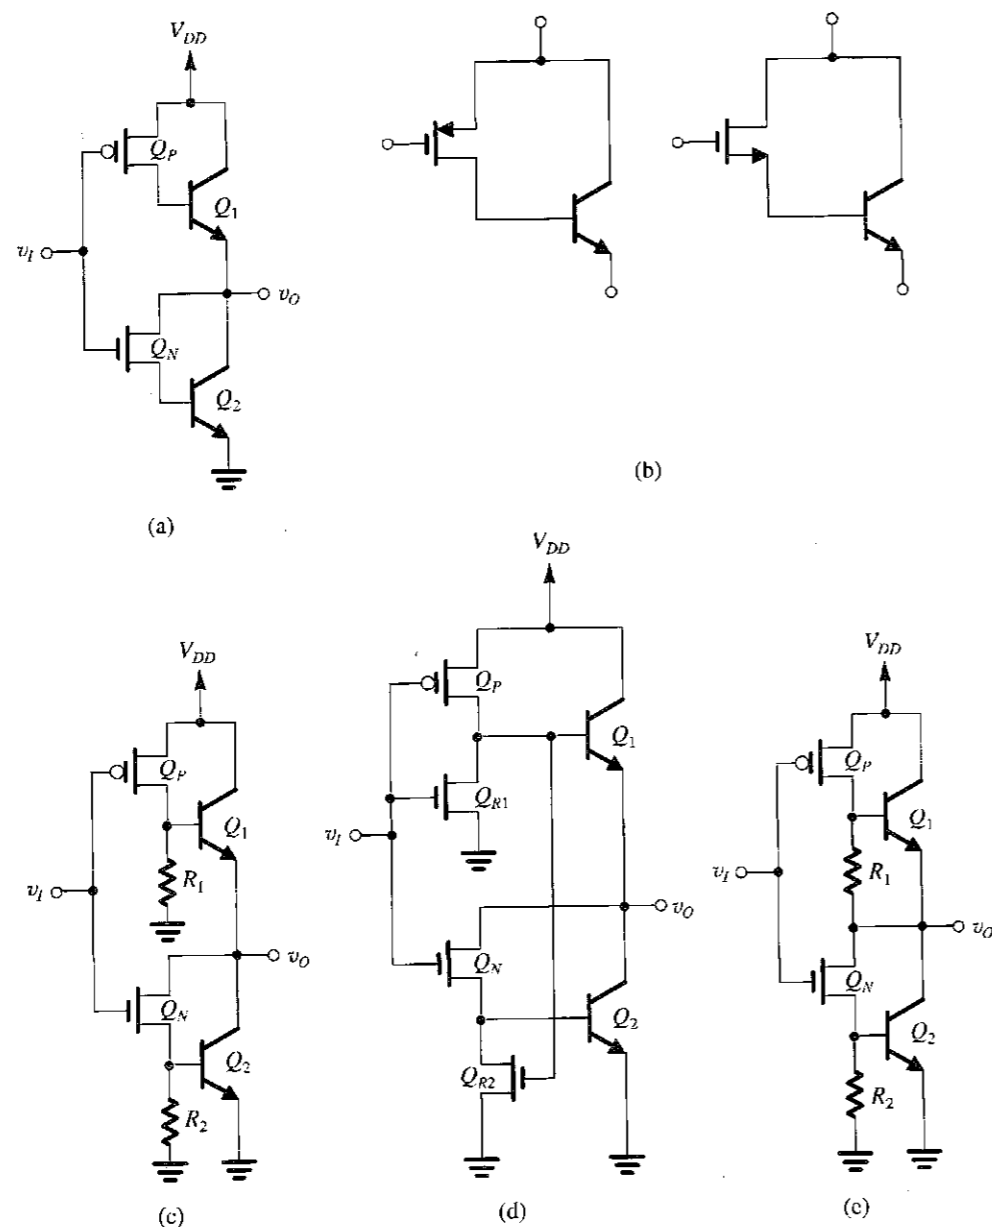 V_DD
Q_P
Q_1
v_I
v_O
Q_N
Q_2
(a)
(b)
V_DD
Q_P
Q_1
R_1
v_I
v_O
Q_N
Q_2
R_2
(c)
V_DD
Q_P
Q_1
Q_R1
v_I
v_O
Q_N
Q_2
Q_R2
(d)
V_DD
Q_P
Q_1
R_1
v_I
v_O
Q_N
Q_2
R_2
(e)